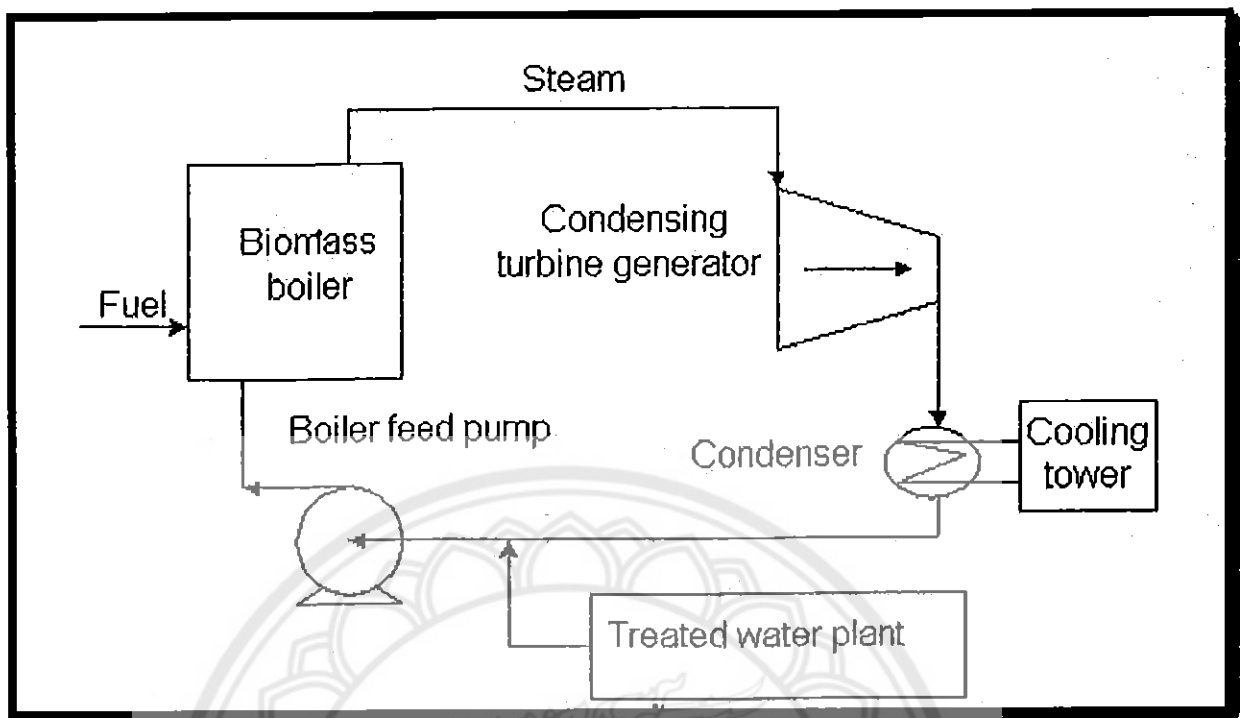 Steam
Biomass
boiler
Condensing
turbine generator
Fuel
Boiler feed pump
Condenser
Cooling
tower
Treated water plant